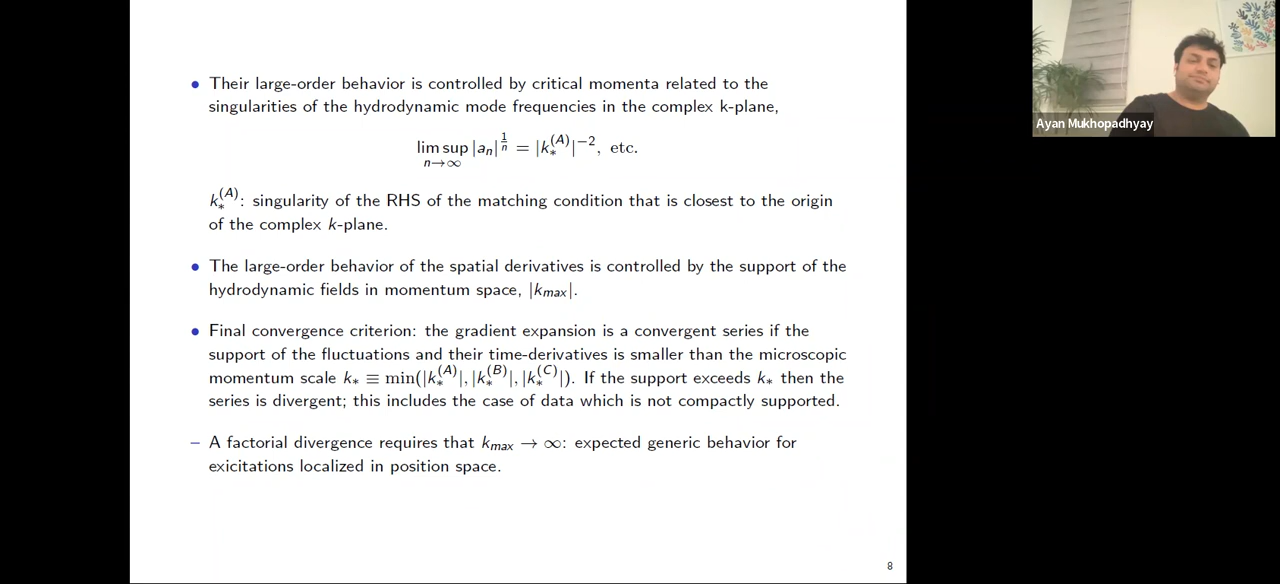 • Their large-order behavior is controlled by critical momenta related to the
singularities of the hydrodynamic mode frequencies in the complex k-plane,
lim sup_{n→∞} |a_n|^{1/n} = |k_*^{(A)}|^{-2}, etc.
k_*^{(A)}: singularity of the RHS of the matching condition that is closest to the origin
of the complex k-plane.
• The large-order behavior of the spatial derivatives is controlled by the support of the
hydrodynamic fields in momentum space, |k_{max}|.
• Final convergence criterion: the gradient expansion is a convergent series if the
support of the fluctuations and their time-derivatives is smaller than the microscopic
momentum scale k_* ≡ min(|k_*^{(A)}|, |k_*^{(B)}|, |k_*^{(C)}|). If the support exceeds k_* then the
series is divergent; this includes the case of data which is not compactly supported.
– A factorial divergence requires that k_{max} → ∞: expected generic behavior for
exicitations localized in position space.
8
Ayan Mukhopadhyay